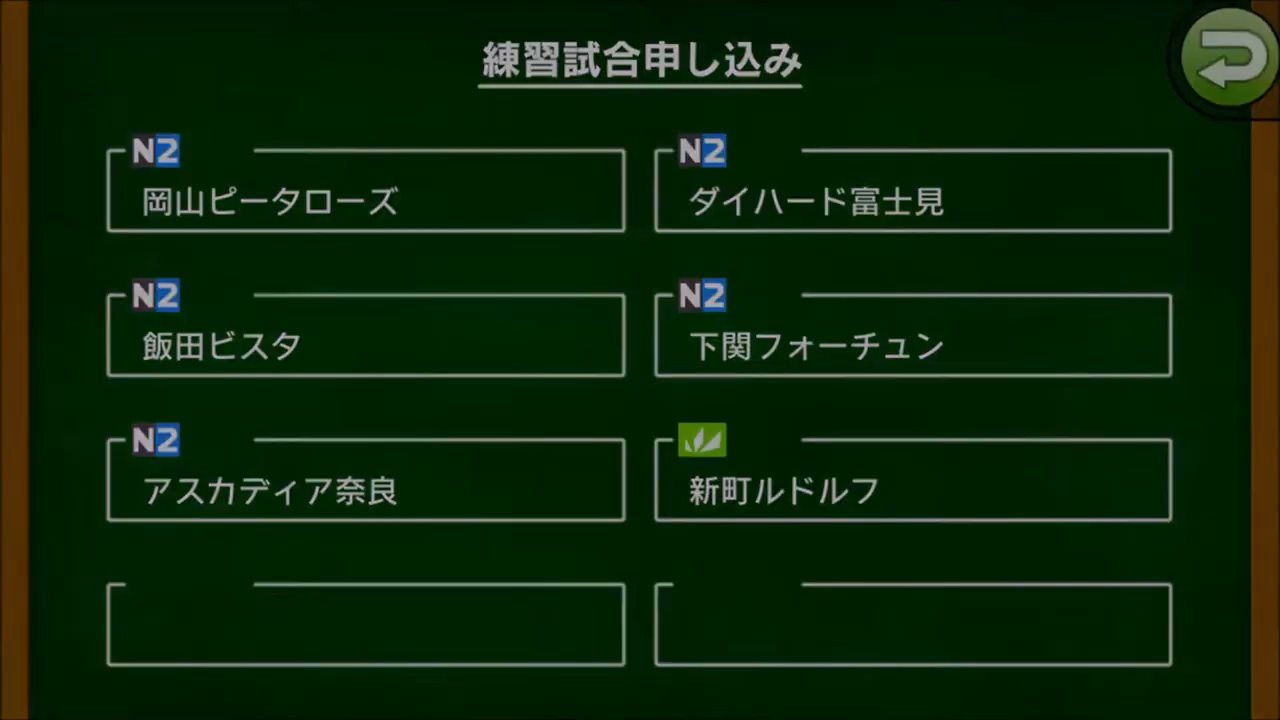 練習試合申し込み
N2
岡山ピータローズ
N2
ダイハード富士見
N2
飯田ビスタ
N2
下関フォーチュン
N2
アスカディア奈良
新町ルドルフ